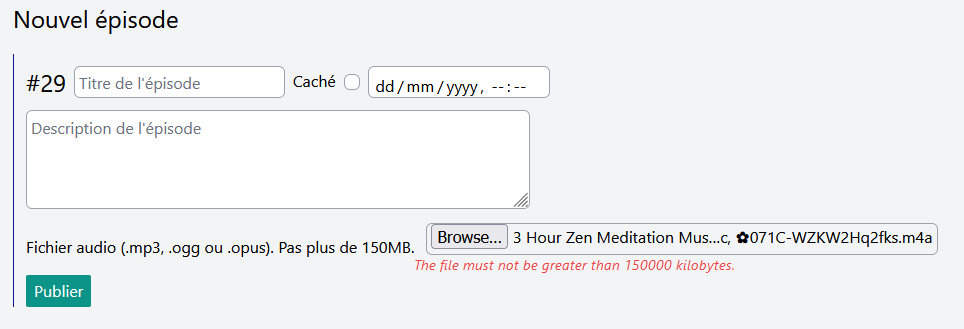 Nouvel épisode
#29 Titre de l'épisode Caché dd/mm/yyyy, --:--
Description de l'épisode
Fichier audio (.mp3, .ogg ou .opus). Pas plus de 150MB. Browse... 3 Hour Zen Meditation Mus...c, ✿071C-WZKW2Hq2fks.m4a
The file must not be greater than 150000 kilobytes.
Publier